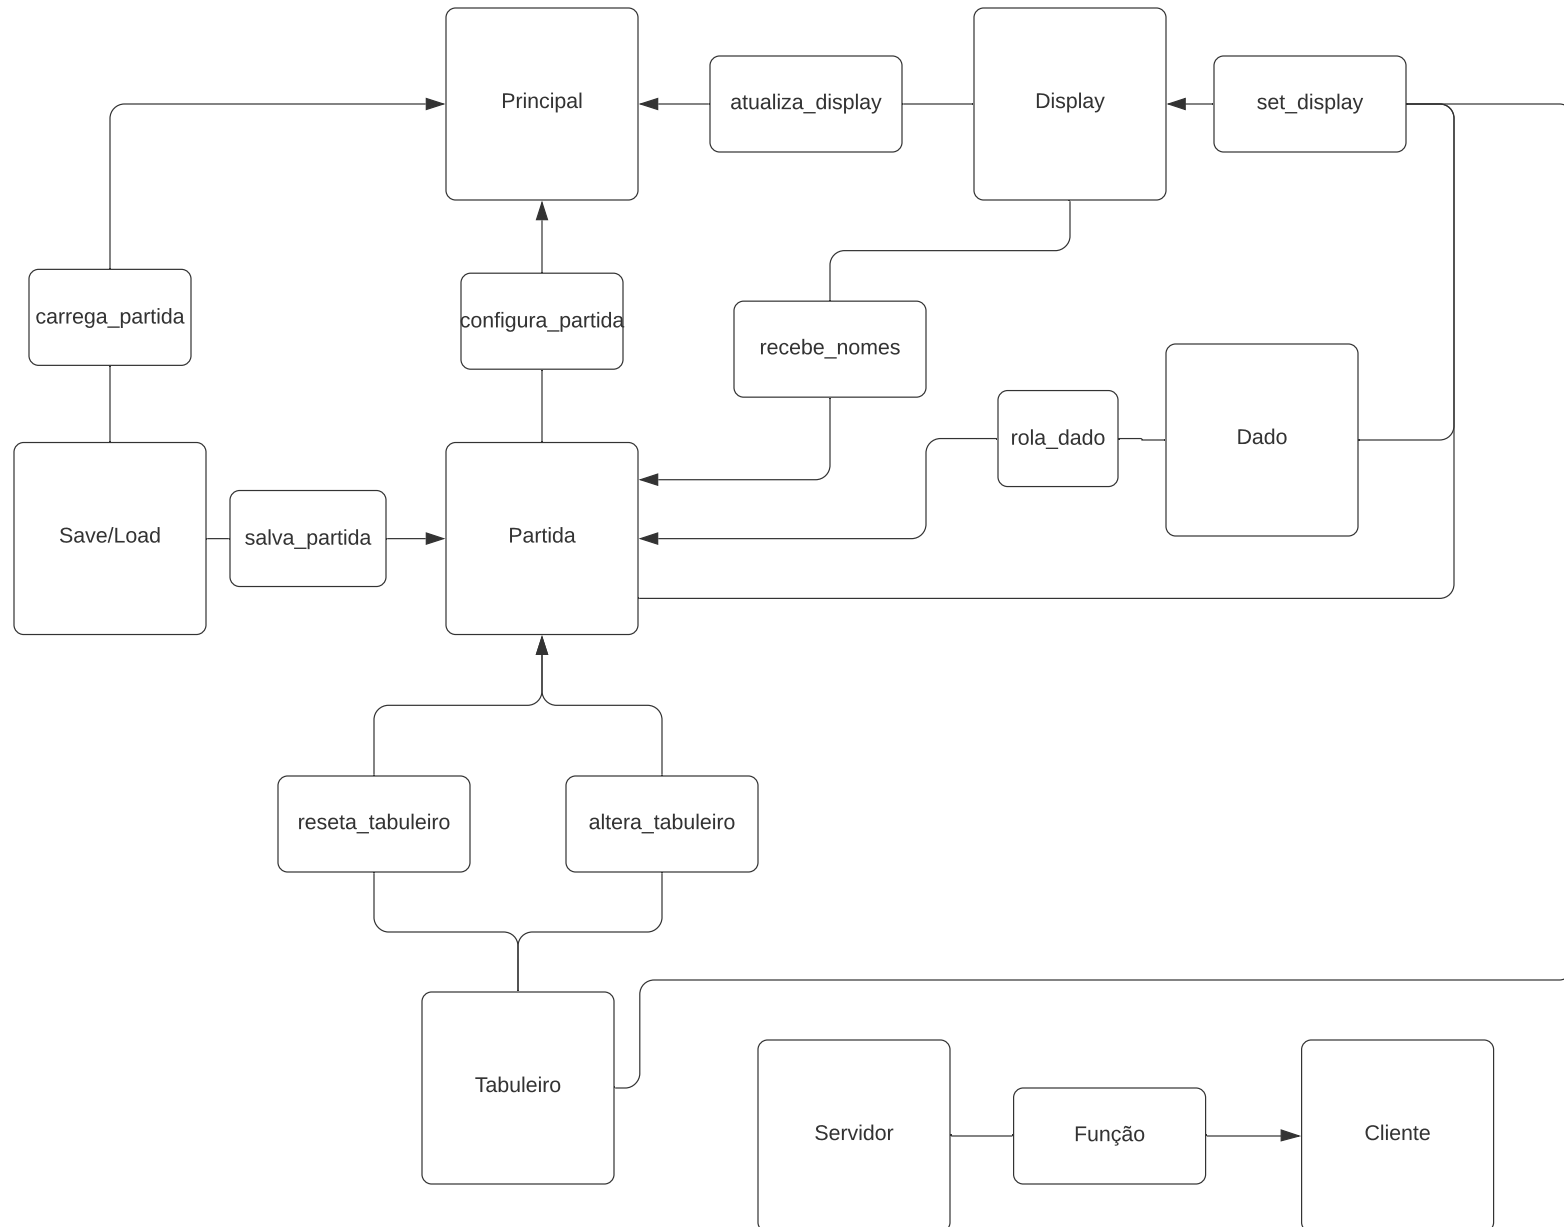 Principal
atualiza_display
Display
set_display
carrega_partida
configura_partida
recebe_nomes
rola_dado
Dado
Save/Load
salva_partida
Partida
reseta_tabuleiro
altera_tabuleiro
Tabuleiro
Servidor
Função
Cliente